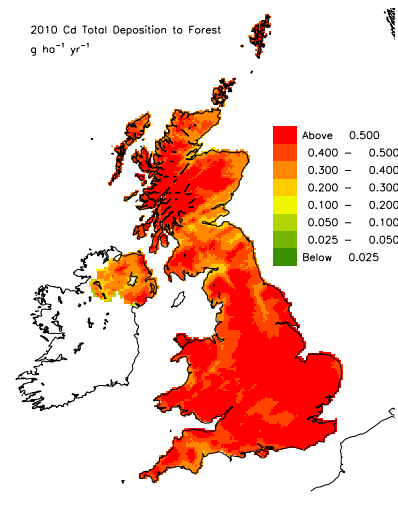 2010 Cd Total Deposition to Forest
g ha⁻¹ yr⁻¹
Above 0.500
0.400 – 0.500
0.300 – 0.400
0.200 – 0.300
0.100 – 0.200
0.050 – 0.100
0.025 – 0.050
Below 0.025